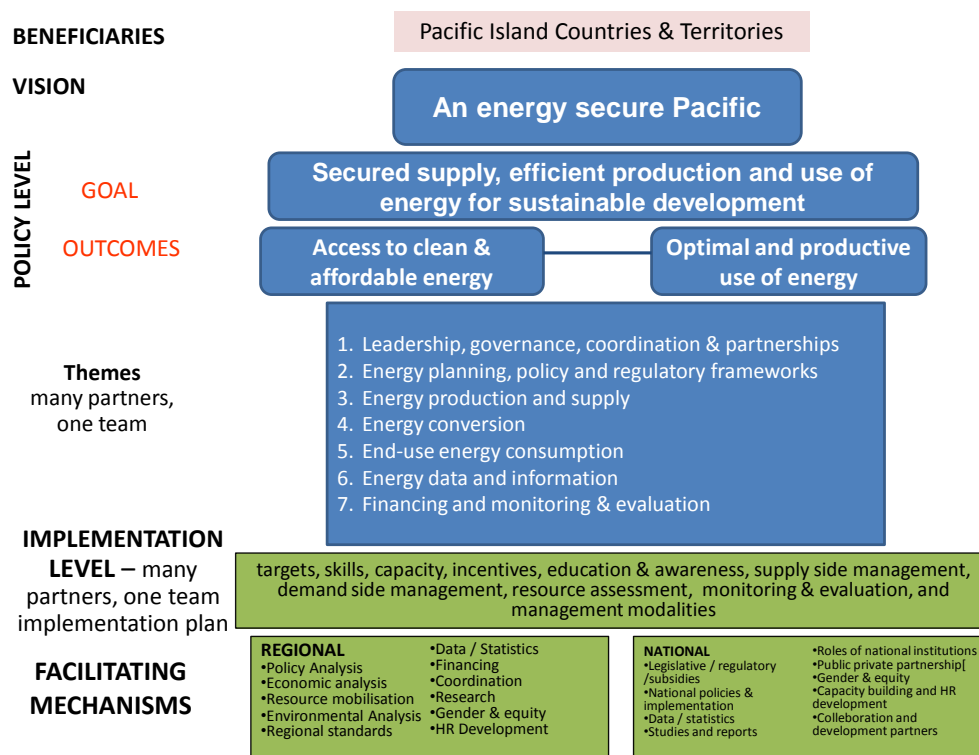 BENEFICIARIES
Pacific Island Countries & Territories
VISION
An energy secure Pacific
POLICY LEVEL
GOAL
Secured supply, efficient production and use of
energy for sustainable development
OUTCOMES
Access to clean &
affordable energy
Optimal and productive
use of energy
Themes
many partners,
one team
1. Leadership, governance, coordination & partnerships
2. Energy planning, policy and regulatory frameworks
3. Energy production and supply
4. Energy conversion
5. End-use energy consumption
6. Energy data and information
7. Financing and monitoring & evaluation
IMPLEMENTATION
LEVEL – many
partners, one team
implementation plan
targets, skills, capacity, incentives, education & awareness, supply side management,
demand side management, resource assessment, monitoring & evaluation, and
management modalities
FACILITATING
MECHANISMS
REGIONAL
•Policy Analysis
•Economic analysis
•Resource mobilisation
•Environmental Analysis
•Regional standards
•Data / Statistics
•Financing
•Coordination
•Research
•Gender & equity
•HR Development
NATIONAL
•Legislative / regulatory
/subsidies
•National policies &
implementation
•Data / statistics
•Studies and reports
•Roles of national institutions
•Public private partnership[
•Gender & equity
•Capacity building and HR
development
•Colleboration and
development partners